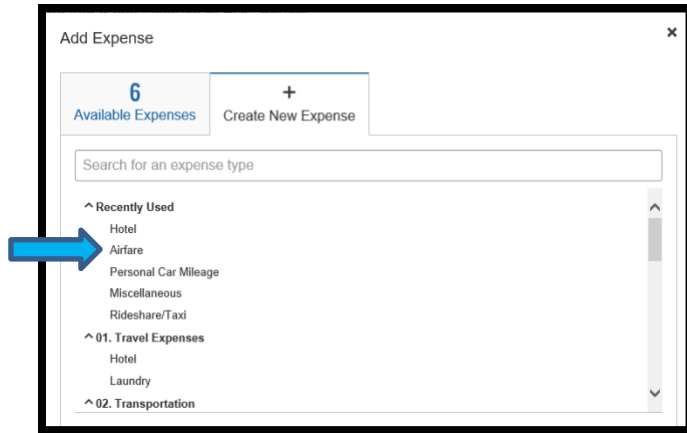 Add Expense
×
6
Available Expenses
+
Create New Expense
Search for an expense type
^ Recently Used
Hotel
Airfare
Personal Car Mileage
Miscellaneous
Rideshare/Taxi
^ 01. Travel Expenses
Hotel
Laundry
^ 02. Transportation